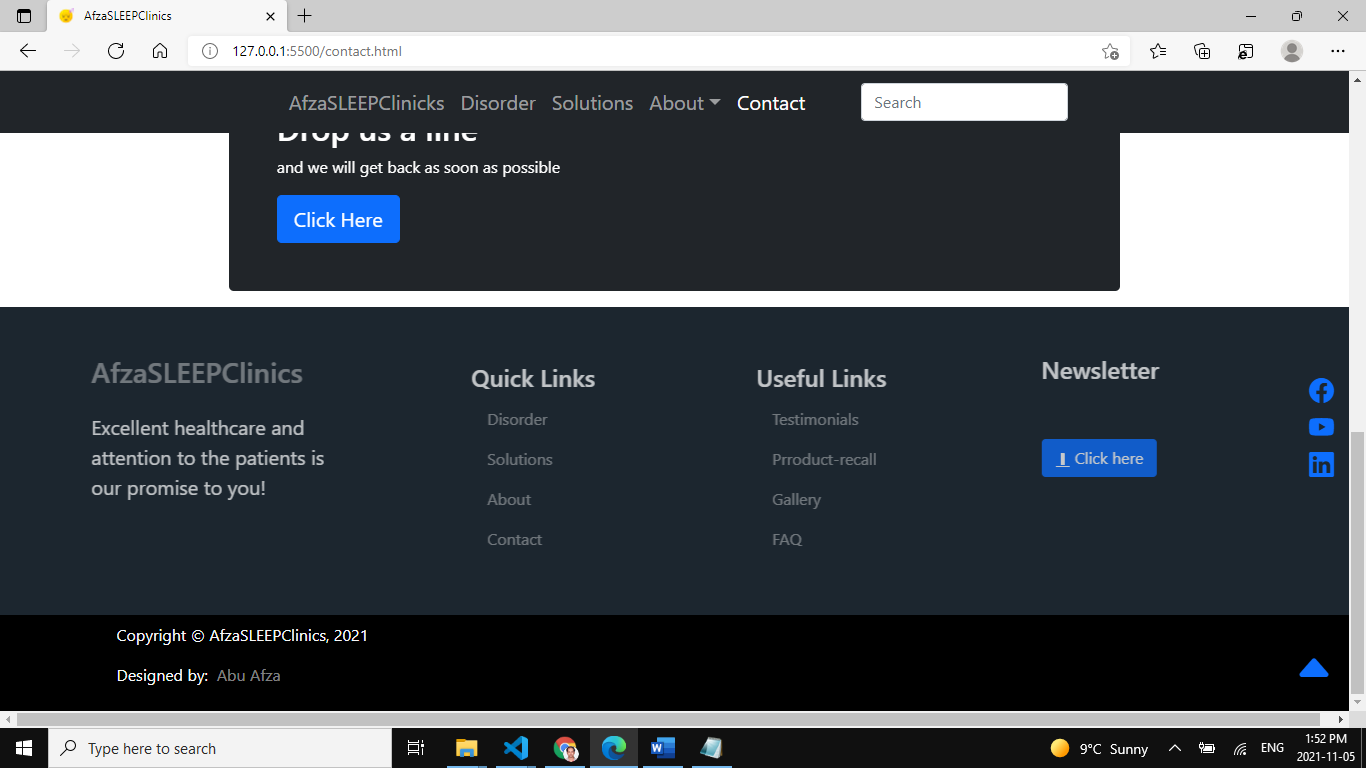 AfzaSLEEPClinics
127.0.0.1:5500/contact.html
AfzaSLEEPClinicks Disorder Solutions About Contact Search
Drop us a line
and we will get back as soon as possible
Click Here
AfzaSLEEPClinics
Excellent healthcare and
attention to the patients is
our promise to you!
Quick Links
Disorder
Solutions
About
Contact
Useful Links
Testimonials
Prroduct-recall
Gallery
FAQ
Newsletter
Click here
Copyright © AfzaSLEEPClinics, 2021
Designed by: Abu Afza
Type here to search
9°C Sunny
ENG
1:52 PM
2021-11-05